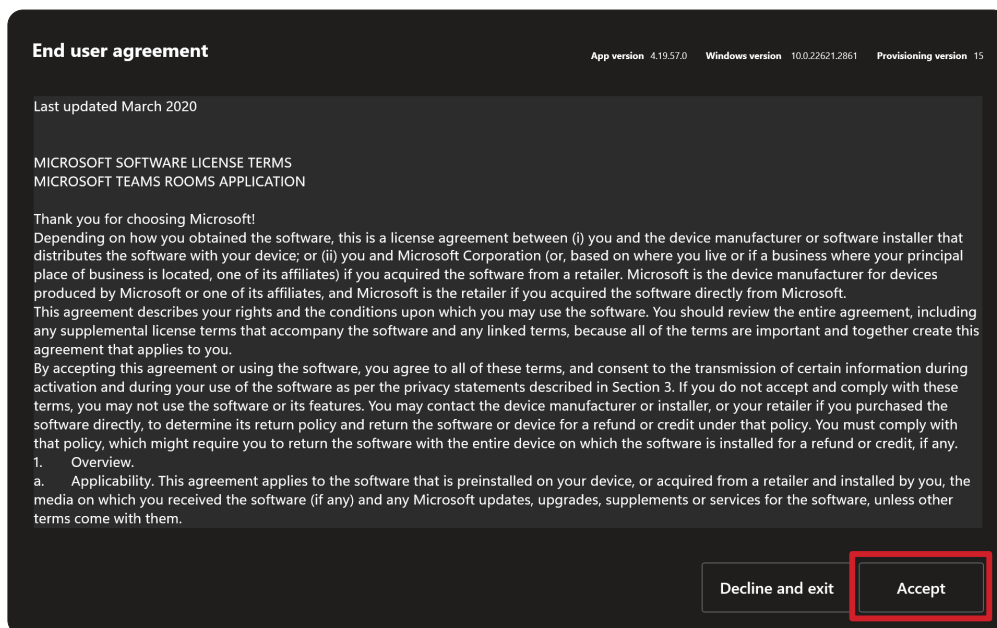 End user agreement
App version 4.19.57.0 Windows version 10.0.22621.2861 Provisioning version 15
Last updated March 2020
MICROSOFT SOFTWARE LICENSE TERMS
MICROSOFT TEAMS ROOMS APPLICATION
Thank you for choosing Microsoft!
Depending on how you obtained the software, this is a license agreement between (i) you and the device manufacturer or software installer that
distributes the software with your device; or (ii) you and Microsoft Corporation (or, based on where you live or if a business where your principal
place of business is located, one of its affiliates) if you acquired the software from a retailer. Microsoft is the device manufacturer for devices
produced by Microsoft or one of its affiliates, and Microsoft is the retailer if you acquired the software directly from Microsoft.
This agreement describes your rights and the conditions upon which you may use the software. You should review the entire agreement, including
any supplemental license terms that accompany the software and any linked terms, because all of the terms are important and together create this
agreement that applies to you.
By accepting this agreement or using the software, you agree to all of these terms, and consent to the transmission of certain information during
activation and during your use of the software as per the privacy statements described in Section 3. If you do not accept and comply with these
terms, you may not use the software or its features. You may contact the device manufacturer or installer, or your retailer if you purchased the
software directly, to determine its return policy and return the software or device for a refund or credit under that policy. You must comply with
that policy, which might require you to return the software with the entire device on which the software is installed for a refund or credit, if any.
1. Overview.
a. Applicability. This agreement applies to the software that is preinstalled on your device, or acquired from a retailer and installed by you, the
media on which you received the software (if any) and any Microsoft updates, upgrades, supplements or services for the software, unless other
terms come with them.
Decline and exit Accept